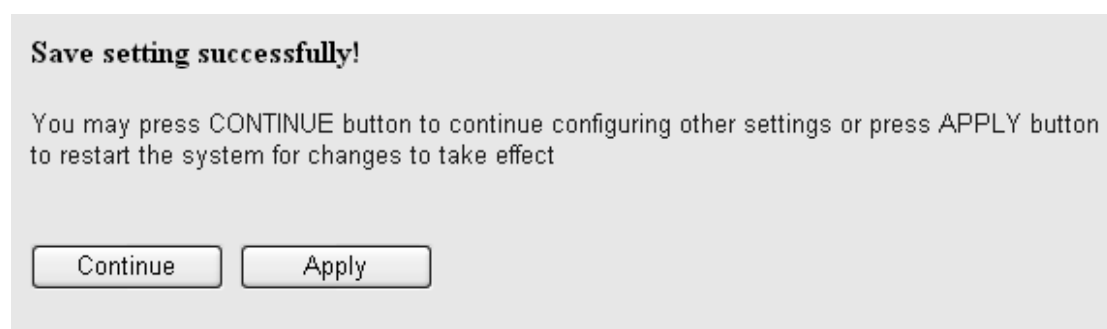 Save setting successfully!
You may press CONTINUE button to continue configuring other settings or press APPLY button
to restart the system for changes to take effect
Continue Apply